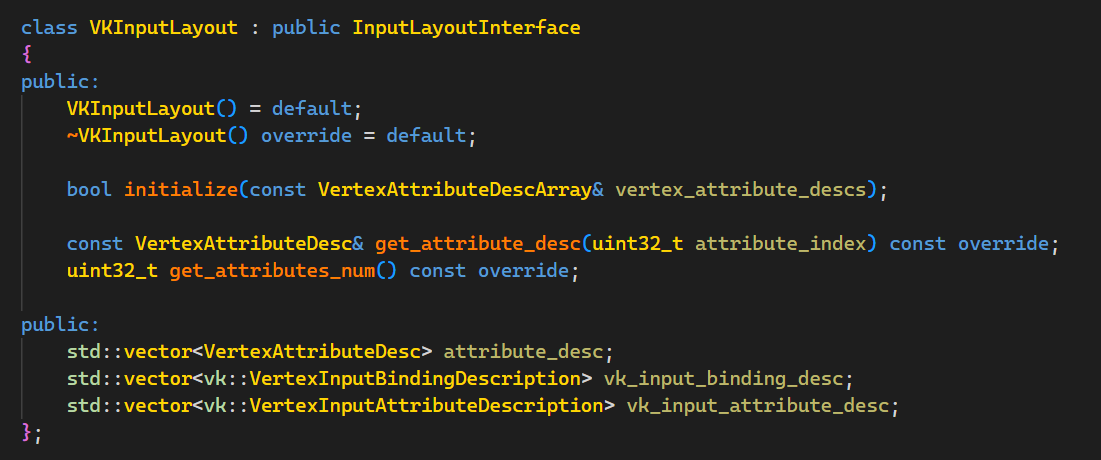 class VKInputLayout : public InputLayoutInterface
{
public:
    VKInputLayout() = default;
    ~VKInputLayout() override = default;
    bool initialize(const VertexAttributeDescArray& vertex_attribute_descs);
    const VertexAttributeDesc& get_attribute_desc(uint32_t attribute_index) const override;
    uint32_t get_attributes_num() const override;
public:
    std::vector<VertexAttributeDesc> attribute_desc;
    std::vector<vk::VertexInputBindingDescription> vk_input_binding_desc;
    std::vector<vk::VertexInputAttributeDescription> vk_input_attribute_desc;
};